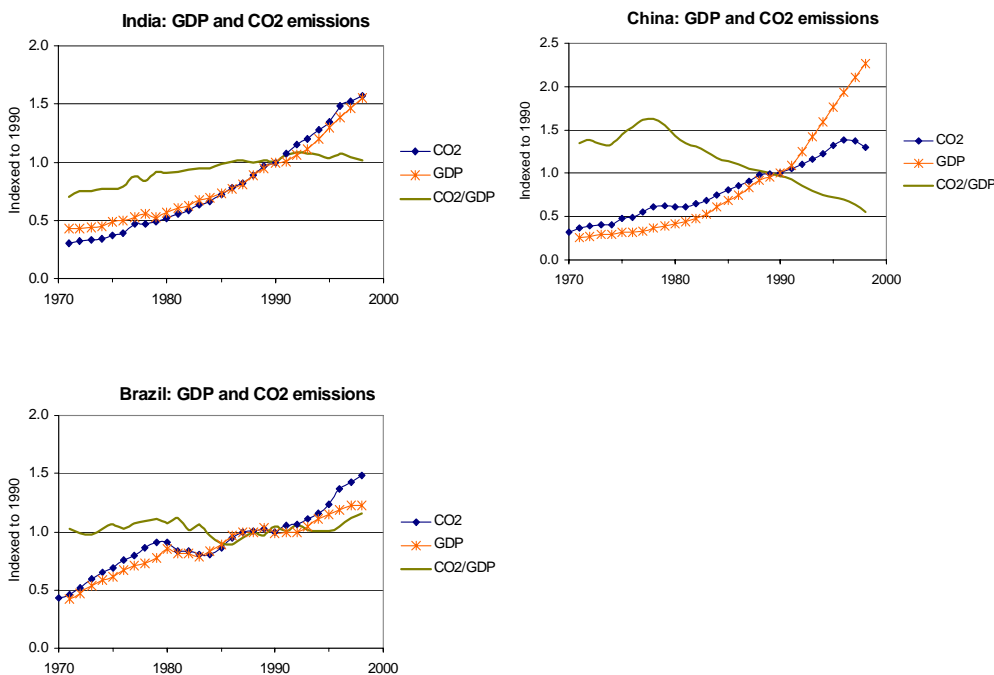 India: GDP and CO2 emissions
2.0
1.5
1.0
0.5
0.0
1970 1980 1990 2000
Indexed to 1990
CO2
GDP
CO2/GDP
China: GDP and CO2 emissions
2.5
2.0
1.5
1.0
0.5
0.0
1970 1980 1990 2000
Indexed to 1990
CO2
GDP
CO2/GDP
Brazil: GDP and CO2 emissions
2.0
1.5
1.0
0.5
0.0
1970 1980 1990 2000
Indexed to 1990
CO2
GDP
CO2/GDP